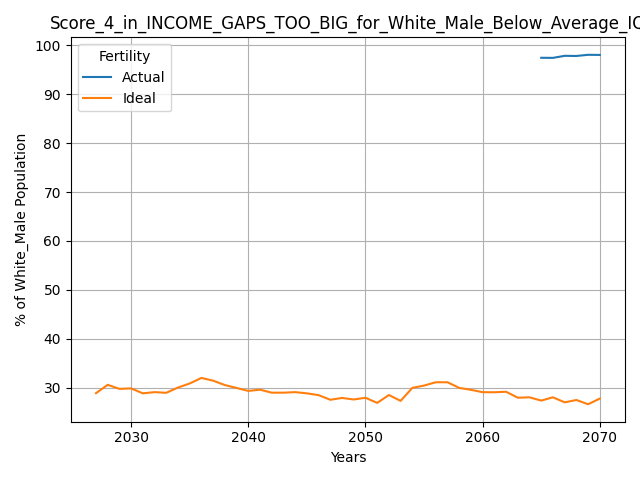 Score_4_in_INCOME_GAPS_TOO_BIG_for_White_Male_Below_Average_IQ
Fertility
Actual
Ideal
100
90
80
70
60
50
40
30
% of White_Male Population
2030 2040 2050 2060 2070
Years